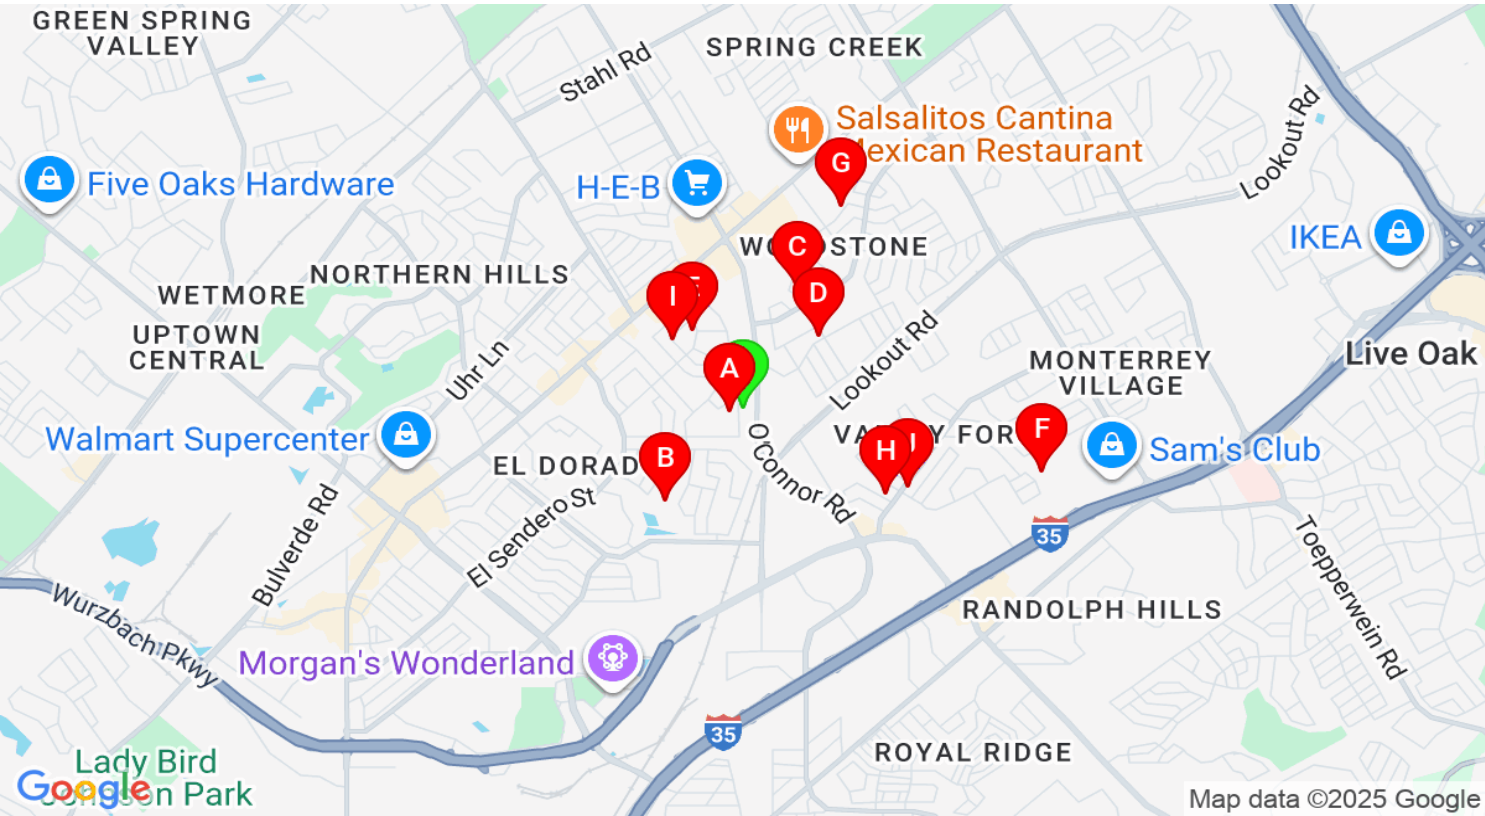 GREEN SPRING
VALLEY
SPRING CREEK
Stahl Rd
Lookout Rd
Salsalitos Cantina
Mexican Restaurant
G
H-E-B
Five Oaks Hardware
IKEA
C
NORTHERN HILLS
WETMORE
UPTOWN
CENTRAL
I
E
D
Live Oak
MONTERREY
VILLAGE
Lookout Rd
Uhr Ln
A
Walmart Supercenter
F
H
J
Sam's Club
B
O'Connor Rd
El Sendero St
Bulverde Rd
35
Toepperwein Rd
Wurzbach Pkwy
RANDOLPH HILLS
Morgan's Wonderland
35
ROYAL RIDGE
Lady Bird
Johnson Park
Google
Map data ©2025 Google